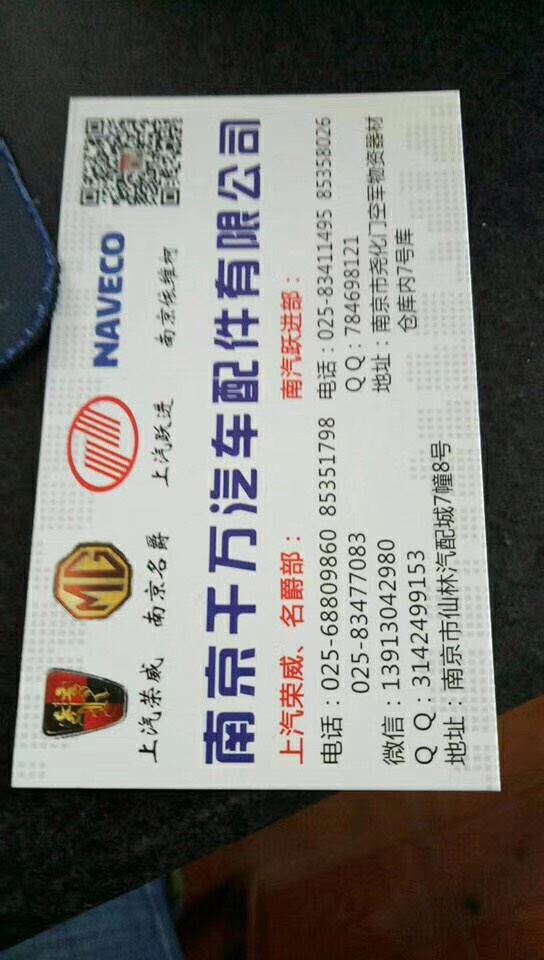 MG
NAVECO
上汽荣威
南京名爵
上汽跃进
南京依维柯
南京千万汽车配件有限公司
上汽荣威、名爵部：
电话：025-68809860 85351798
025-83477083
微信：13913042980
Q Q：3142499153
地址：南京市仙林汽配城7幢8号
南汽跃进部：
电话：025-83411495 85358026
Q Q：784698121
地址：南京市尧化门空军物资器材
仓库内7号库